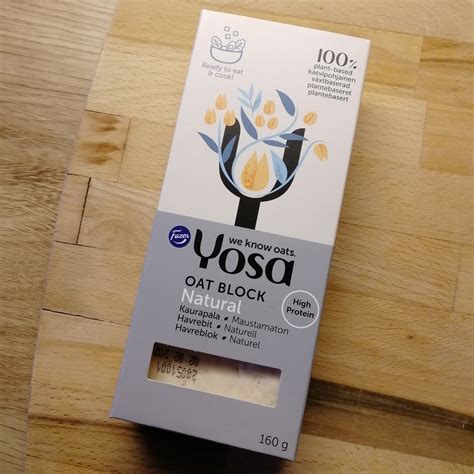 Ready to eat
& cook!
100%
plant-based
kasvipohjainen
växtbaserad
plantebaseret
plantebasert
Fazer
we know oats.
Yosa
OAT BLOCK
Natural
High
Protein
Kaurapala • Maustamaton
Havrebit • Naturell
Havreblok • Naturel
160 g